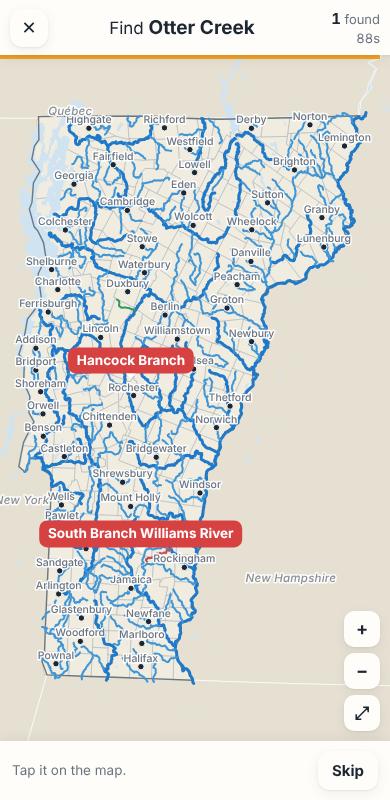 ✕
Find Otter Creek
1 found
88s
Québec
Highgate
Richford
Derby
Norton
Lemington
Westfield
Fairfield
Lowell
Brighton
Georgia
Eden
Sutton
Cambridge
Granby
Colchester
Wolcott
Wheelock
Stowe
Lunenburg
Danville
Shelburne
Waterbury
Charlotte
Duxbury
Peacham
Ferrisburgh
Berlin
Groton
Lincoln
Williamstown
Newbury
Addison
Bridport
Hancock Branch
sea
Shoreham
Rochester
Orwell
Thetford
Chittenden
Norwich
Benson
Castleton
Bridgewater
Shrewsbury
Windsor
New York
Wells
Mount Holly
Pawlet
South Branch Williams River
Sandgate
Rockingham
Arlington
Jamaica
New Hampshire
Glastenbury
Newfane
Woodford
Marlboro
Pownal
Halifax
+
−
Tap it on the map.
Skip